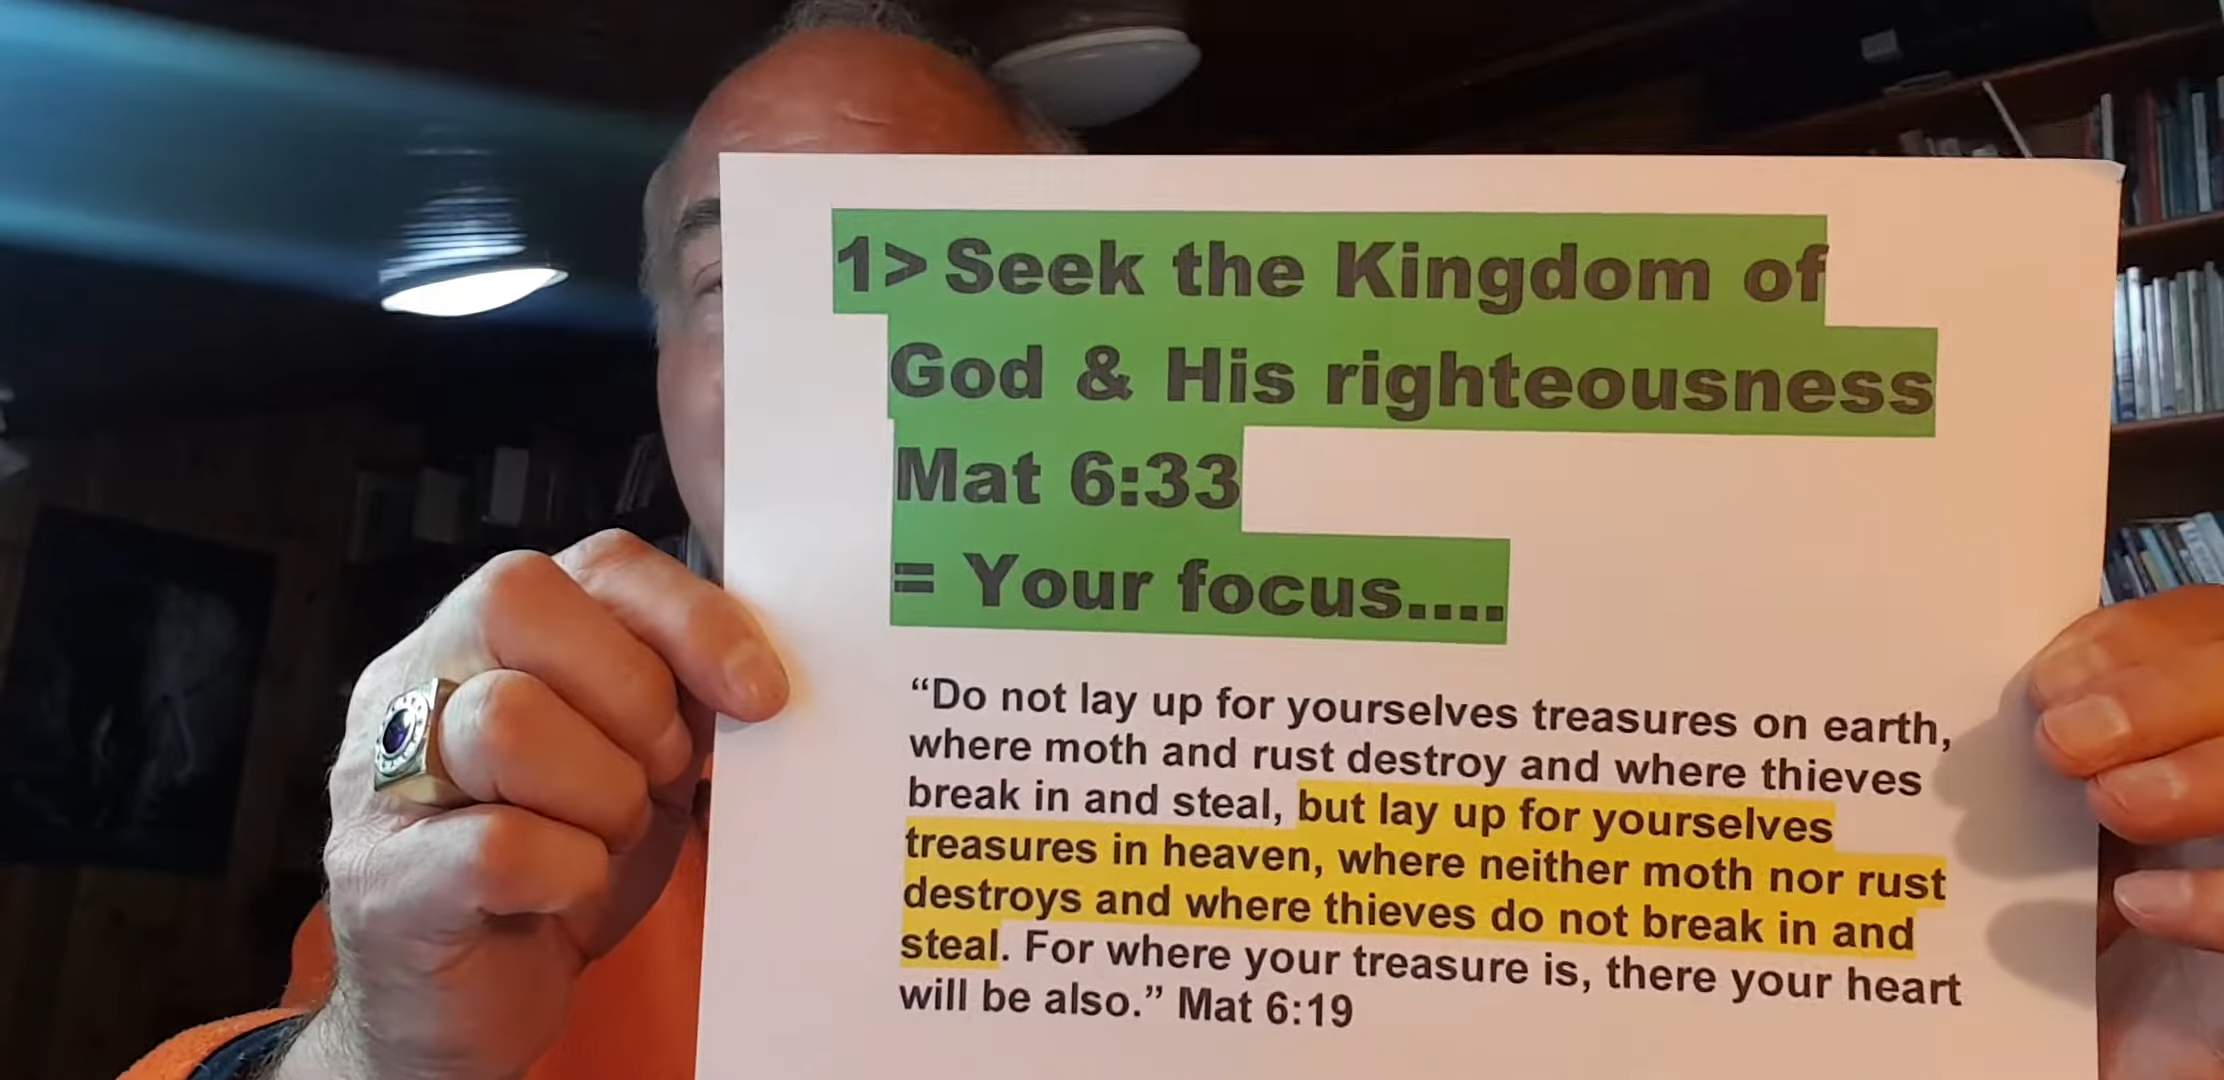 1> Seek the Kingdom of
God & His righteousness
Mat 6:33
= Your focus....
“Do not lay up for yourselves treasures on earth,
where moth and rust destroy and where thieves
break in and steal, but lay up for yourselves
treasures in heaven, where neither moth nor rust
destroys and where thieves do not break in and
steal. For where your treasure is, there your heart
will be also.” Mat 6:19